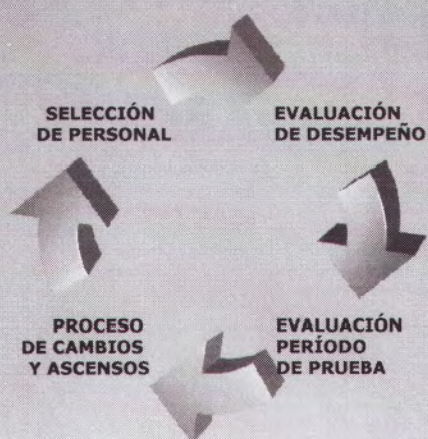 SELECCIÓN
DE PERSONAL
EVALUACIÓN
DE DESEMPEÑO
EVALUACIÓN
PERÍODO
DE PRUEBA
PROCESO
DE CAMBIOS
Y ASCENSOS